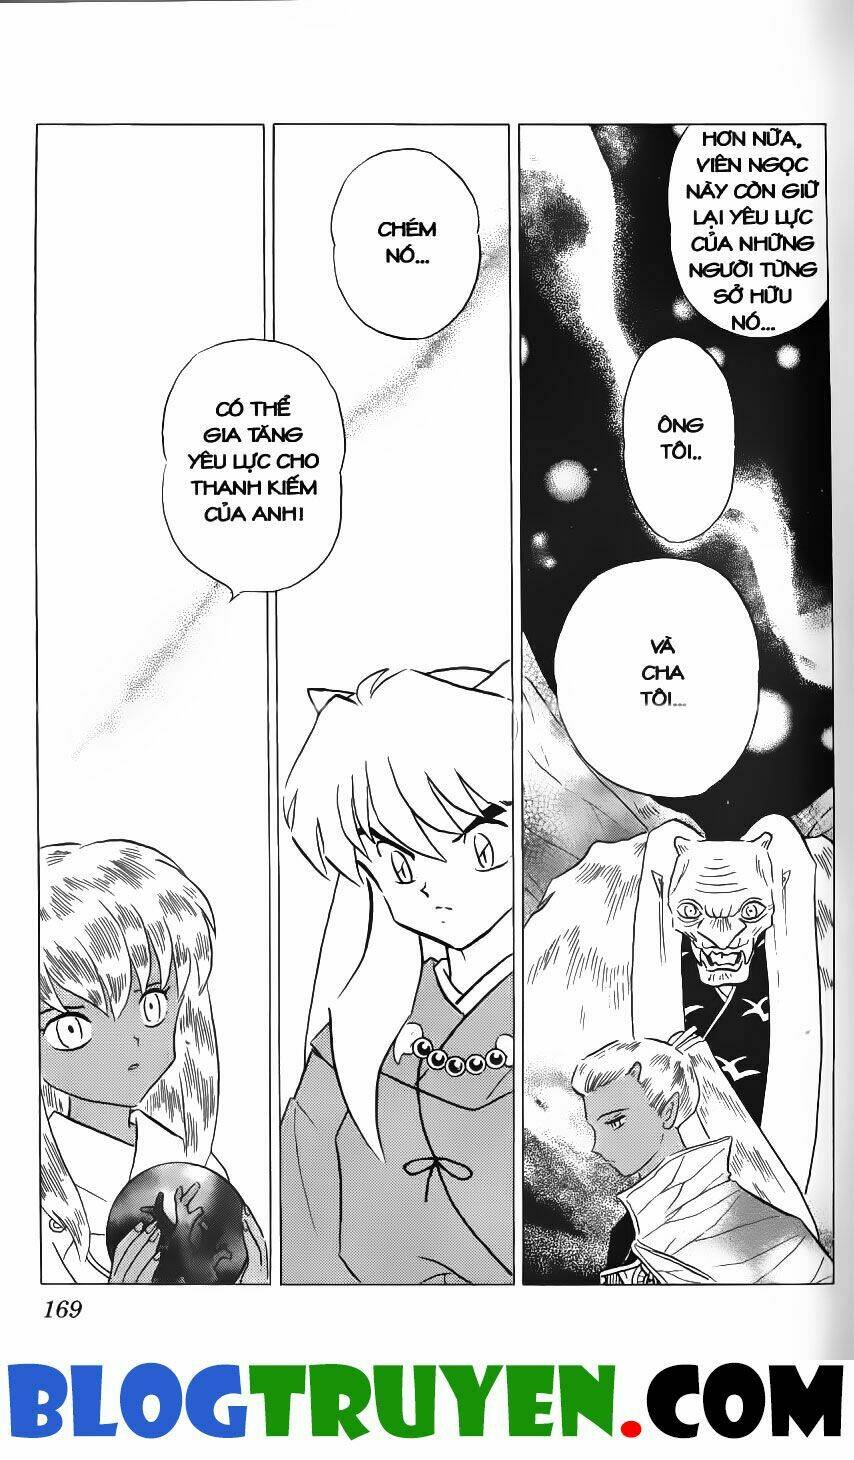 HƠN NỮA,
VIÊN NGỌC
NÀY CÒN GIỮ
LẠI YÊU LỰC
CỦA NHỮNG
NGƯỜI TỪNG
SỞ HỮU
NÓ...
ÔNG
TÔI..
VÀ
CHA
TÔI...
CHÉM
NÓ...
CÓ THỂ
GIA TĂNG
YÊU LỰC CHO
THANH KIẾM
CỦA ANH!
169
BLOGTRUYEN.COM